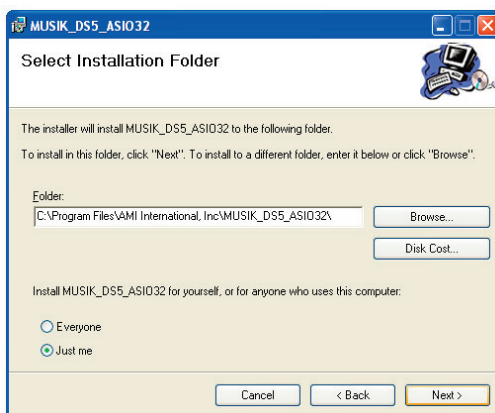 MUSIK_DS5_ASIO32
Select Installation Folder
The installer will install MUSIK_DS5_ASIO32 to the following folder.
To install in this folder, click "Next". To install to a different folder, enter it below or click "Browse".
Folder:
C:\Program Files\AMI International, Inc\MUSIK_DS5_ASIO32\
Browse...
Disk Cost...
Install MUSIK_DS5_ASIO32 for yourself, or for anyone who uses this computer:
Everyone
Just me
Cancel
< Back
Next >